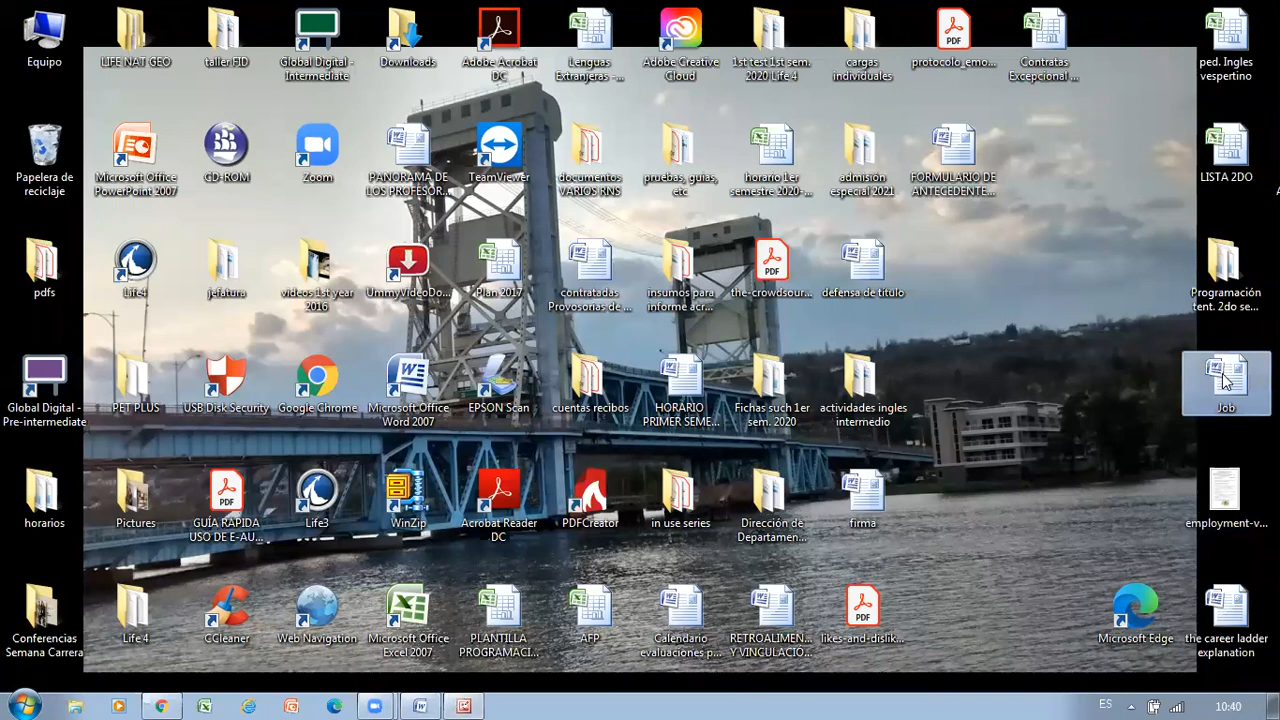 Equipo
LIFE NAT GEO
taller FID
Global Digital -
Intermediate
Downloads
Adobe Acrobat
DC
Lenguas
Extranjeras -...
Adobe Creative
Cloud
1st test 1st sem.
2020 Life 4
cargas
individuales
PDF
protocolo_emo...
Contratas
Excepcional ...
ped. Ingles
vespertino
Papelera de
reciclaje
Microsoft Office
PowerPoint 2007
CD-ROM
Zoom
PANORAMA DE
LOS PROFESOR...
TeamViewer
documentos
VARIOS RNS
pruebas, guias,
etc
horario 1er
semestre 2020-...
admisión
especial 2021
FORMULARIO DE
ANTECEDENTE...
LISTA 2DO
pdfs
Life4
jefatura
videos 1st year
2016
UmmyVideoDo...
Plan 2017
contratadas
Provosorias de ...
insumos para
informe acr...
PDF
the-crowdsour...
defensa de titulo
Programación
tent. 2do se...
Global Digital -
Pre-intermediate
PET PLUS
USB Disk Security
Google Chrome
Microsoft Office
Word 2007
EPSON Scan
cuentas recibos
HORARIO
PRIMER SEME...
Fichas such 1er
sem. 2020
actividades ingles
intermedio
Job
horarios
Pictures
PDF
GUÍA RAPIDA
USO DE E-AU...
Life3
WinZip
Acrobat Reader
DC
PDFCreator
in use series
Dirección de
Departamen...
firma
employment-v...
Conferencias
Semana Carrera
Life 4
CCleaner
Web Navigation
Microsoft Office
Excel 2007
PLANTILLA
PROGRAMACI...
AFP
Calendario
evaluaciones p...
RETROALIMEN...
Y VINCULACIO...
PDF
likes-and-dislik...
Microsoft Edge
the career ladder
explanation
ES
10:40